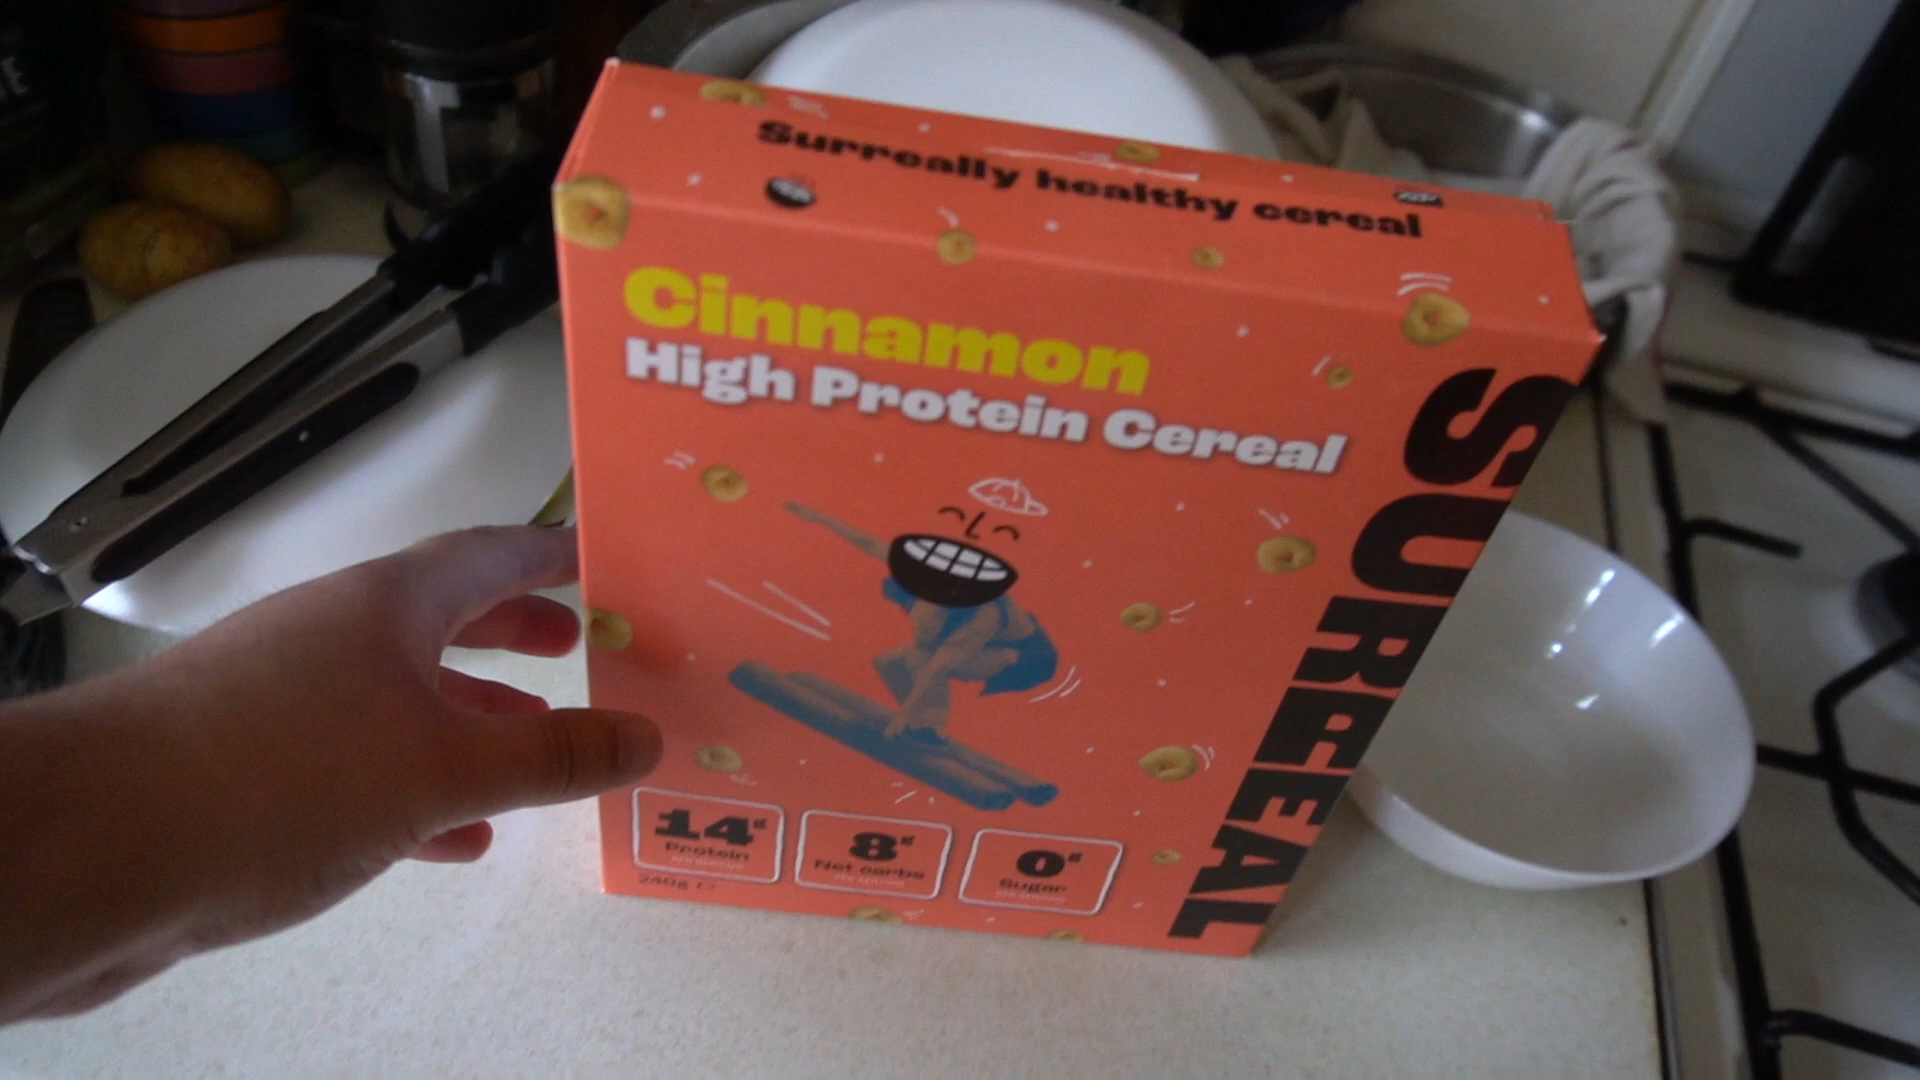 Surreally healthy cereal
Cinnamon
High Protein Cereal
SURREAL
14g
Protein
8g
Net carbs
0g
Sugar
240g e